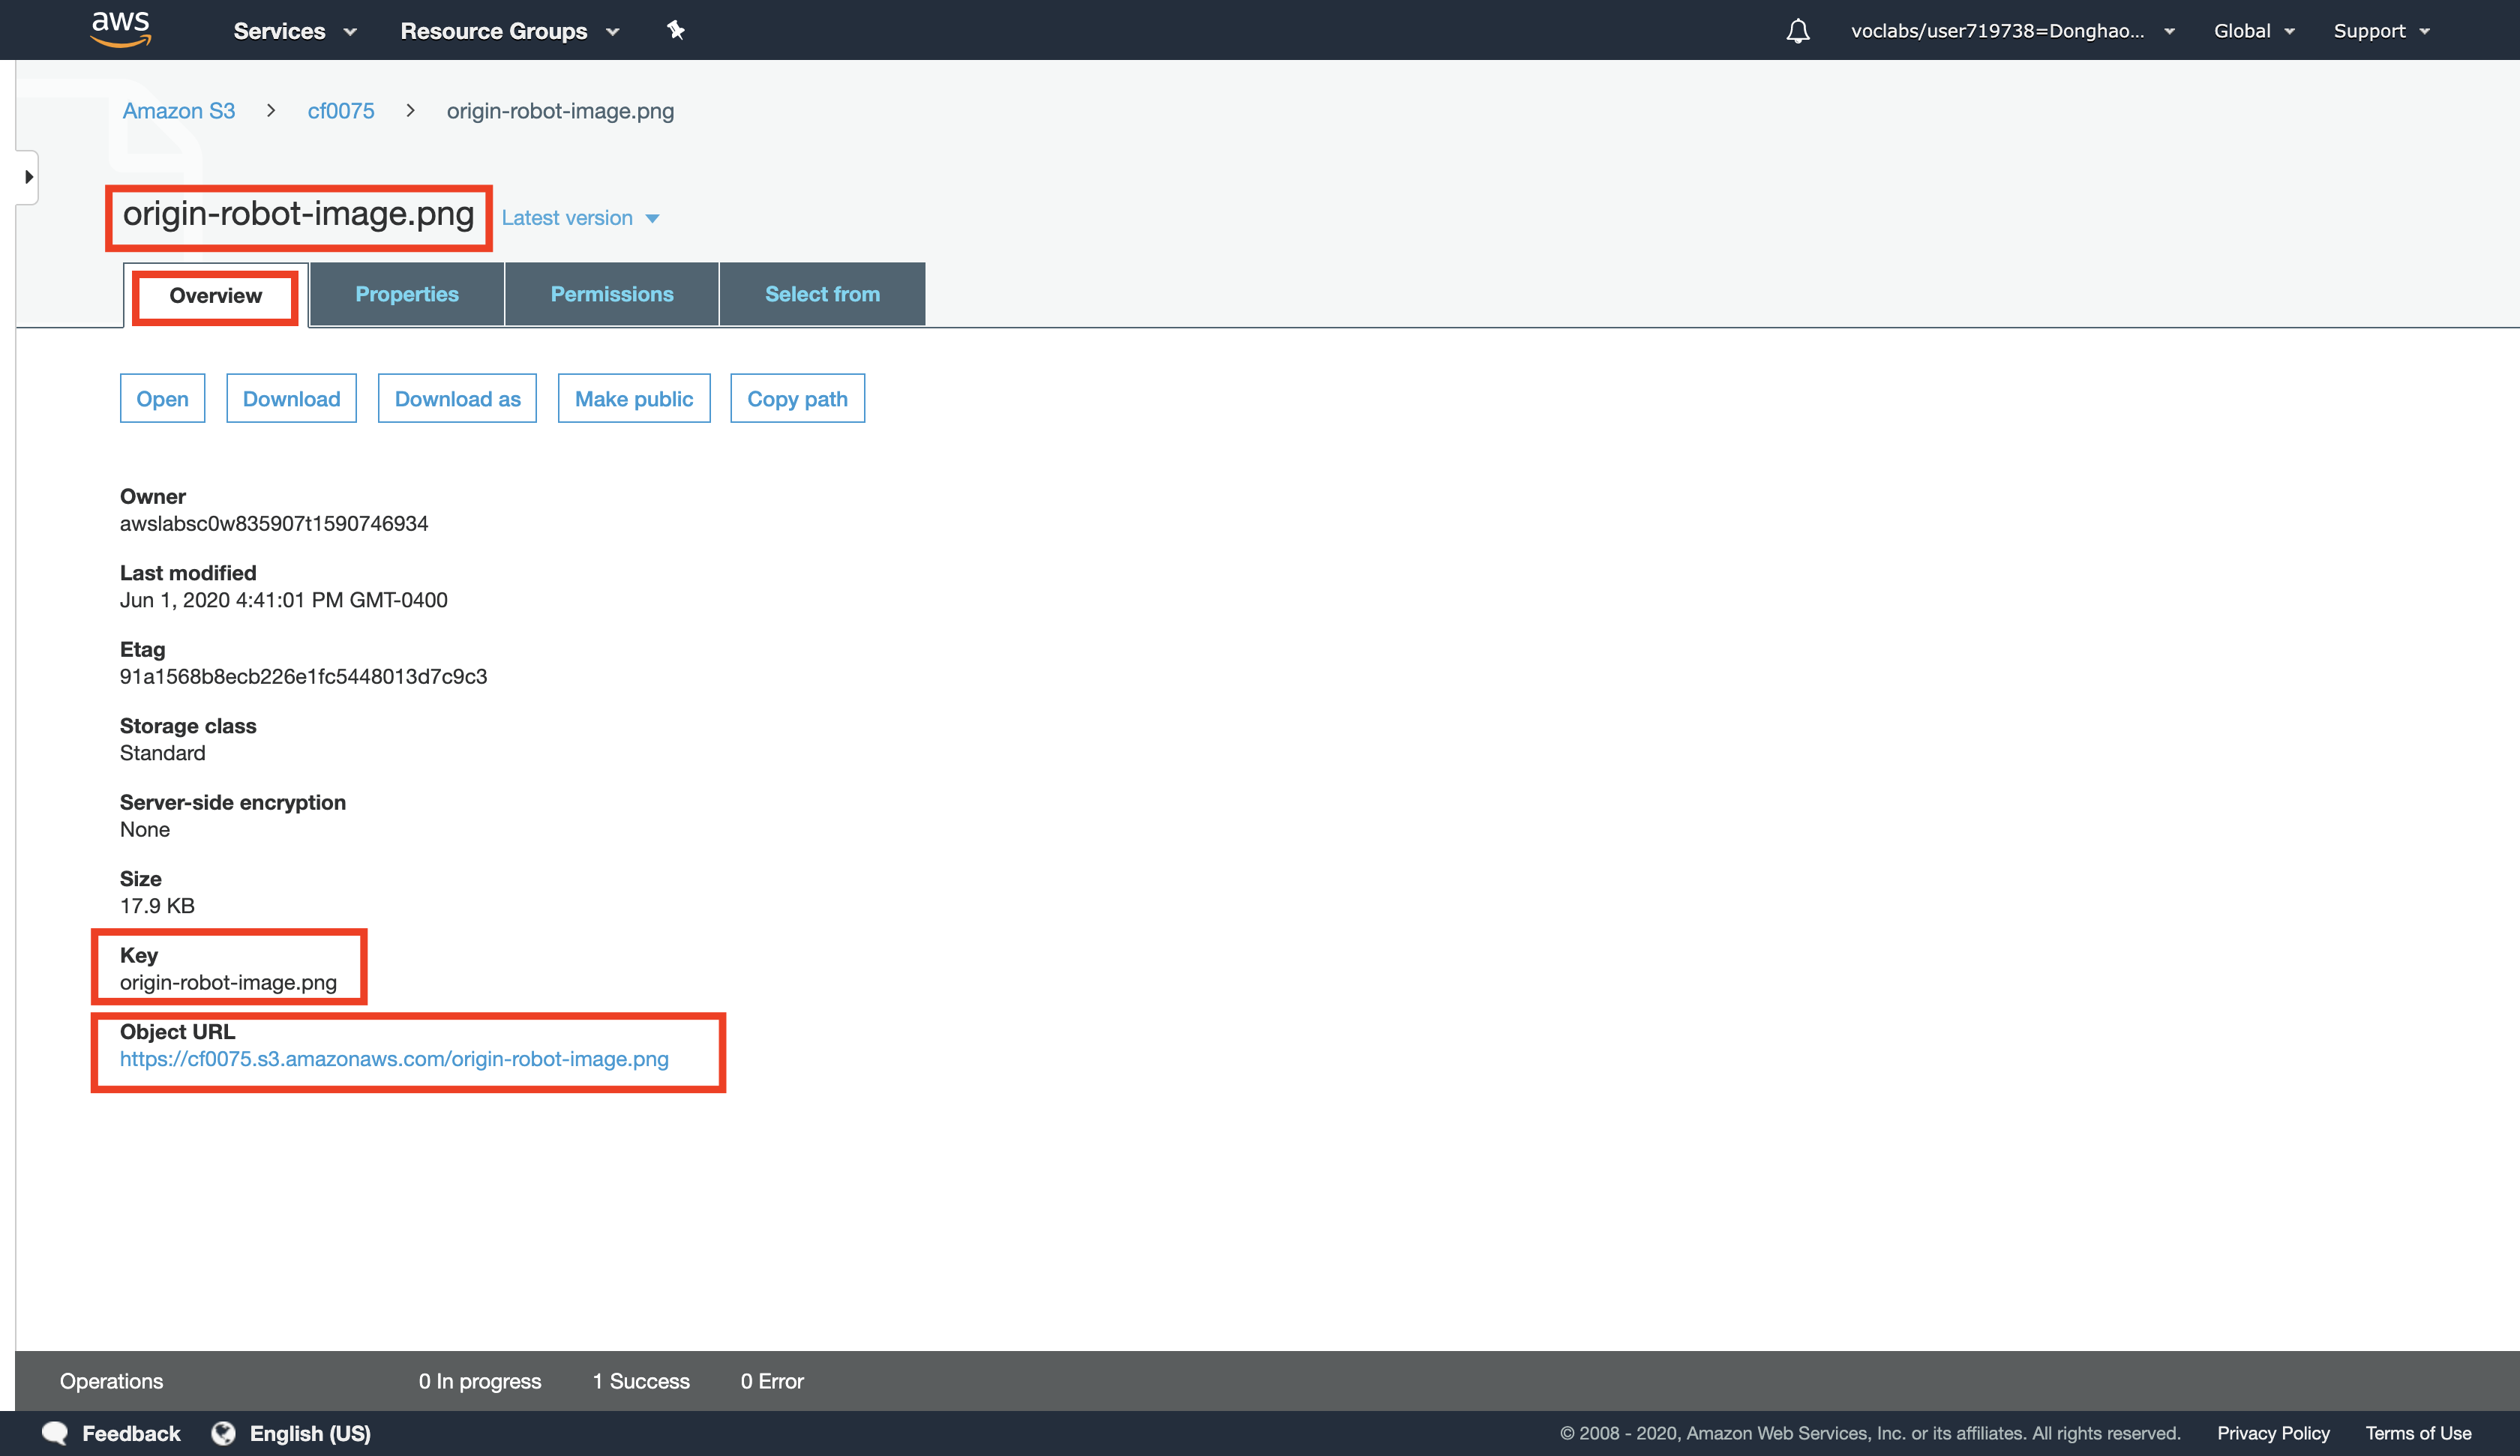 aws Services Resource Groups voclabs/user719738=Donghao... Global Support
Amazon S3 > cf0075 > origin-robot-image.png
origin-robot-image.png Latest version
Overview Properties Permissions Select from
Open Download Download as Make public Copy path
Owner
awslabsc0w835907t1590746934
Last modified
Jun 1, 2020 4:41:01 PM GMT-0400
Etag
91a1568b8ecb226e1fc5448013d7c9c3
Storage class
Standard
Server-side encryption
None
Size
17.9 KB
Key
origin-robot-image.png
Object URL
https://cf0075.s3.amazonaws.com/origin-robot-image.png
Operations 0 In progress 1 Success 0 Error
Feedback English (US) © 2008 - 2020, Amazon Web Services, Inc. or its affiliates. All rights reserved. Privacy Policy Terms of Use